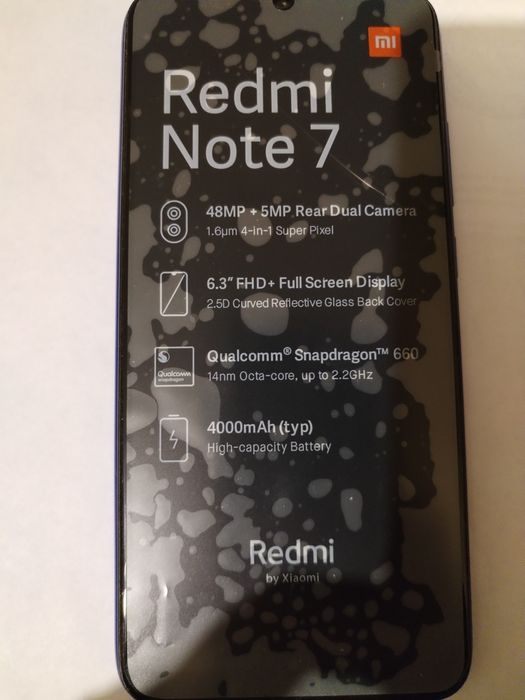 mi
Redmi
Note 7
48MP + 5MP Rear Dual Camera
1.6μm 4-in-1 Super Pixel
6.3" FHD+ Full Screen Display
2.5D Curved Reflective Glass Back Cover
Qualcomm® Snapdragon™ 660
14nm Octa-core, up to 2.2GHz
Qualcomm
snapdragon
4000mAh (typ)
High-capacity Battery
Redmi
by Xiaomi